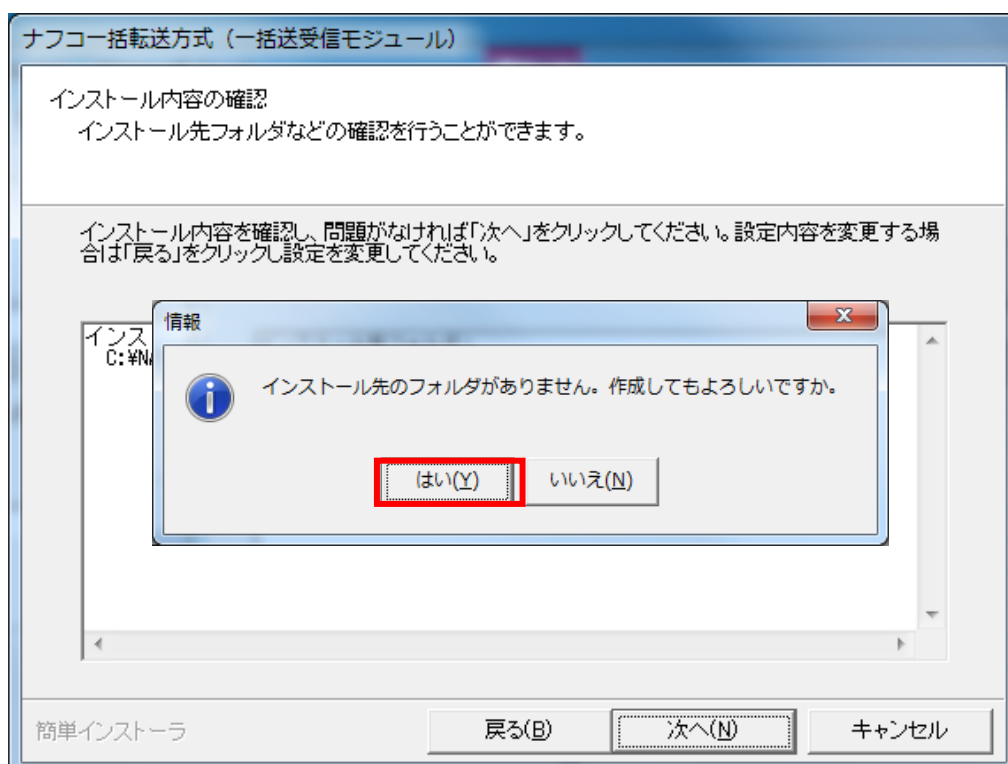 ナフコ一括転送方式（一括送受信モジュール）
インストール内容の確認
インストール先フォルダなどの確認を行うことができます。
インストール内容を確認し、問題がなければ「次へ」をクリックしてください。設定内容を変更する場
合は「戻る」をクリックし設定を変更してください。
インス
C:¥N
情報
インストール先のフォルダがありません。作成してもよろしいですか。
はい(Y)
いいえ(N)
簡単インストーラ
戻る(B)
次へ(N)
キャンセル